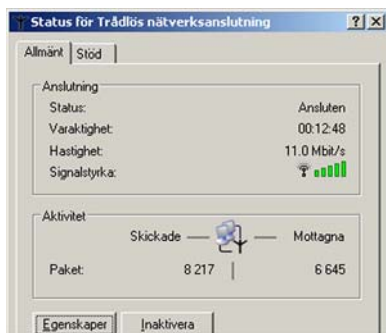 Status för Trådlös nätverksanslutning
Allmänt Stöd
Anslutning
Status: Ansluten
Varaktighet: 00:12:48
Hastighet: 11.0 Mbit/s
Signalstyrka:
Aktivitet
Skickade Mottagna
Paket: 8 217 6 645
Egenskaper Inaktivera